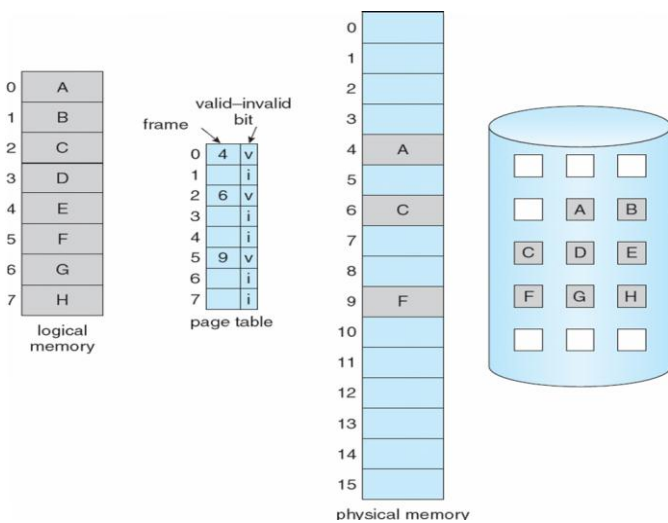 0 A
1 B
2 C
3 D
4 E
5 F
6 G
7 H
logical
memory
valid–invalid
bit
frame
0 4 v
1 i
2 6 v
3 i
4 i
5 9 v
6 i
7 i
page table
0
1
2
3
4 A
5
6 C
7
8
9 F
10
11
12
13
14
15
physical memory
A B
C D E
F G H